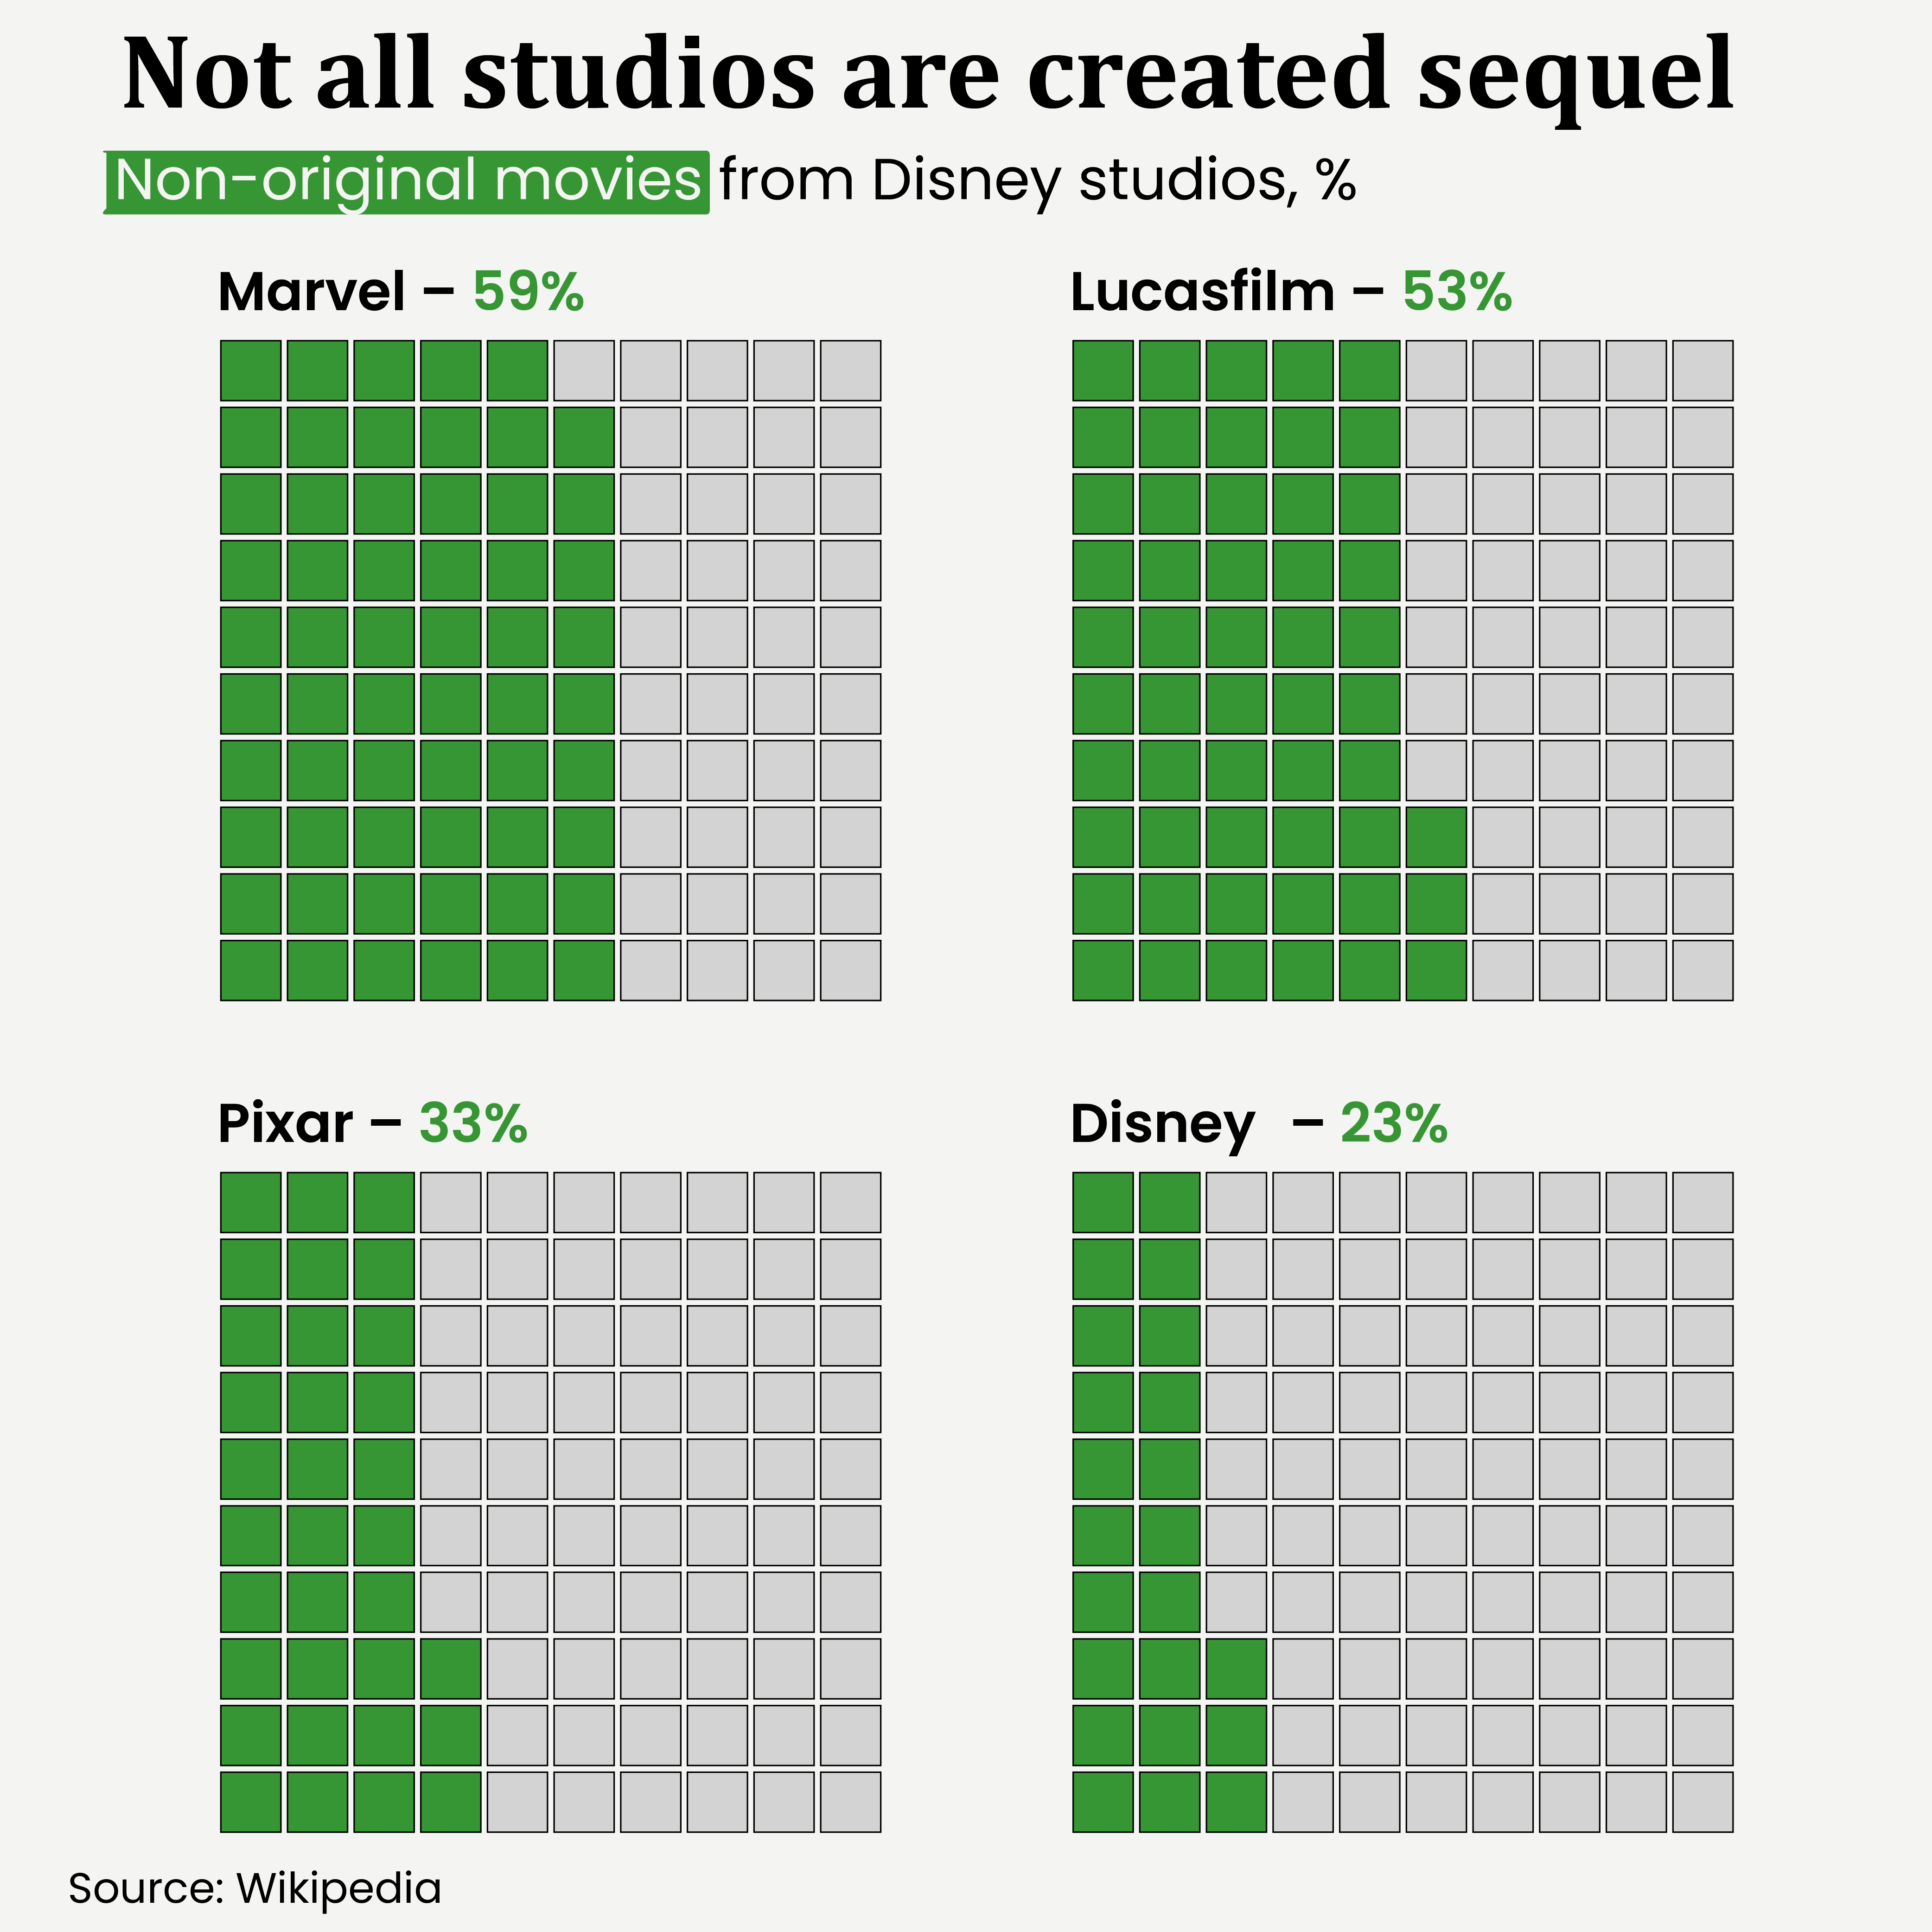 Not all studios are created sequel
Non-original movies from Disney studios, %
Marvel – 59%
Lucasfilm – 53%
Pixar – 33%
Disney – 23%
Source: Wikipedia